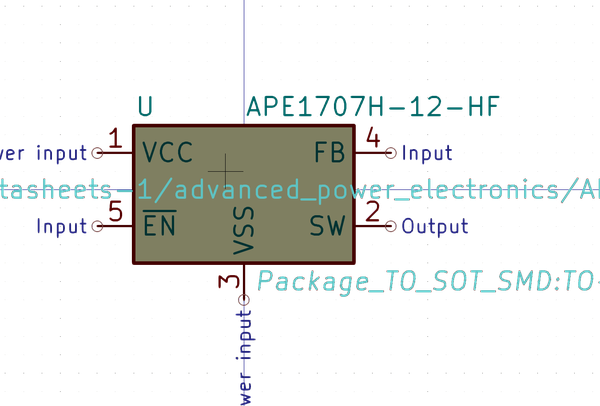 U APE1707H-12-HF
1 4
wer input VCC FB Input
tasheets-1/advanced_power_electronics/A
5 2
Input EN SW Output
VSS
3
Package_TO_SOT_SMD:TO-
wer input